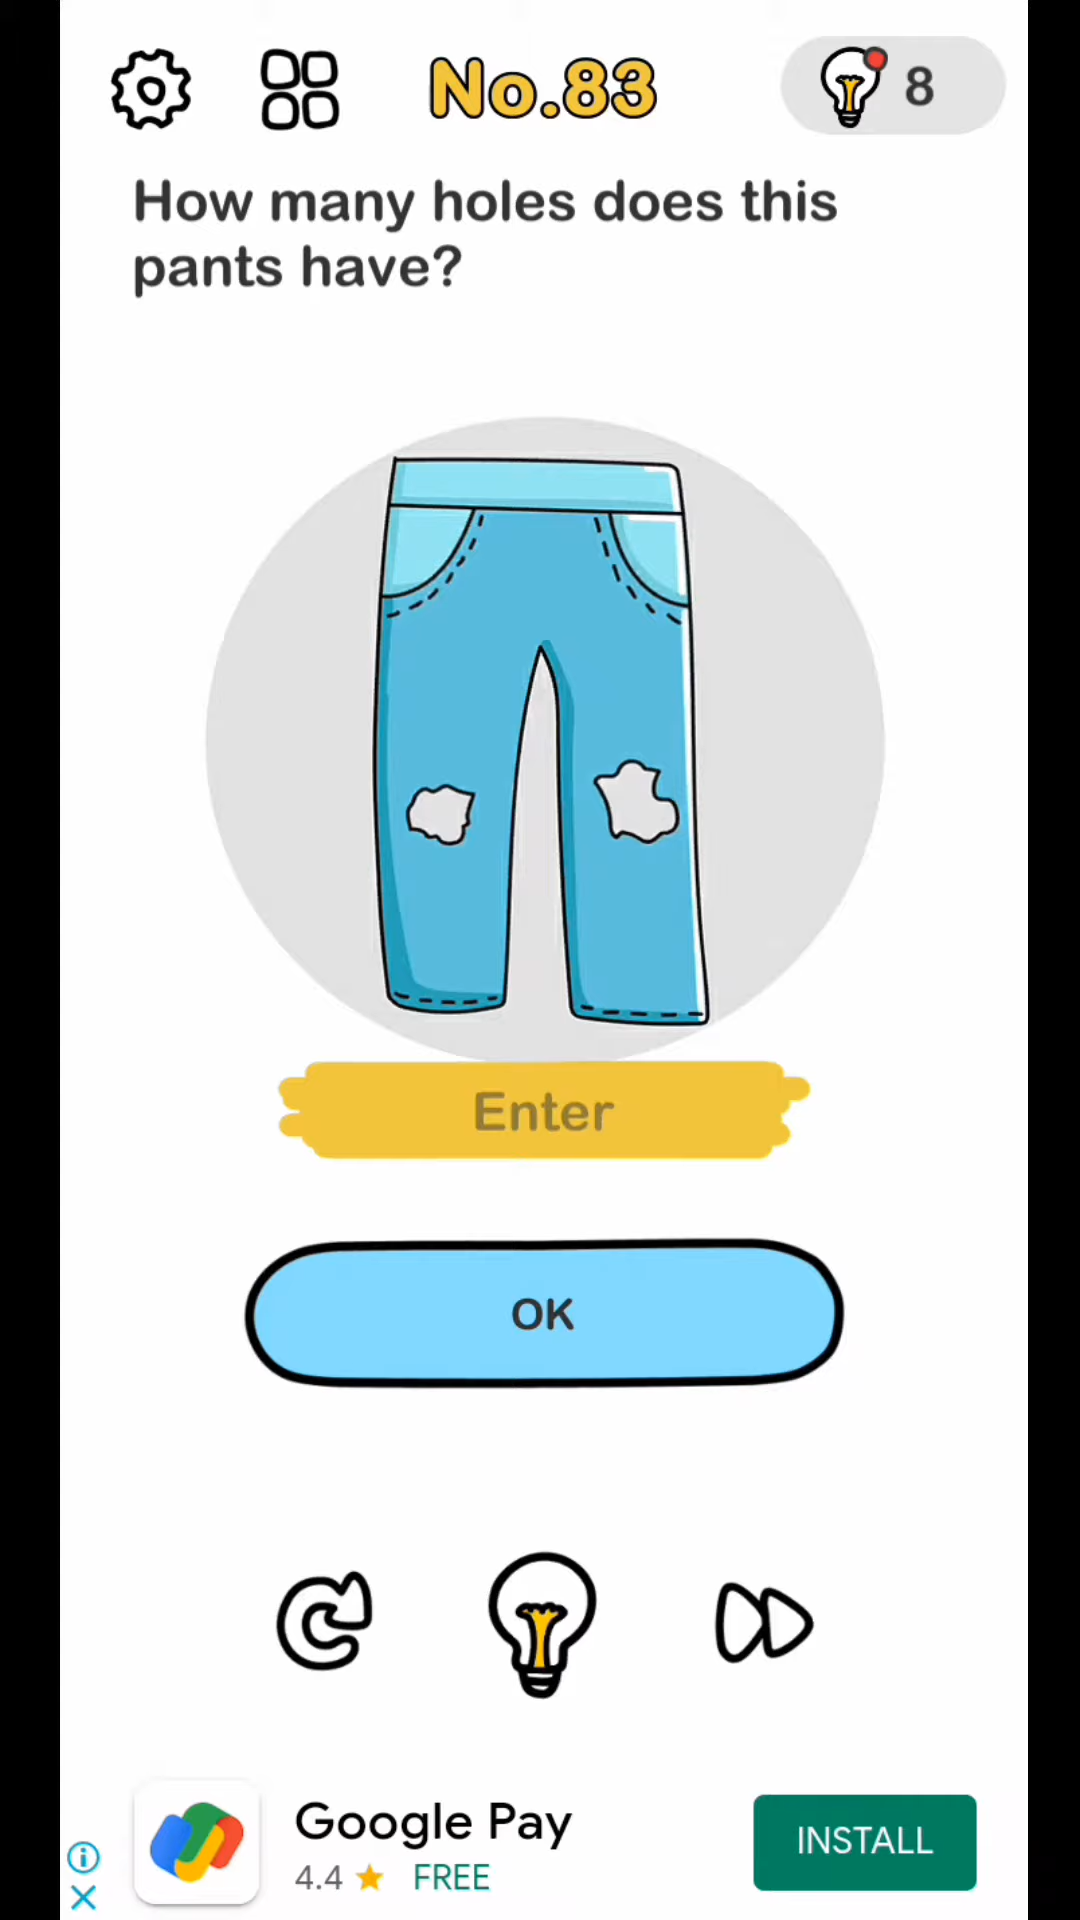 No.83
8
How many holes does this
pants have?
Enter
OK
Google Pay
4.4 FREE
INSTALL